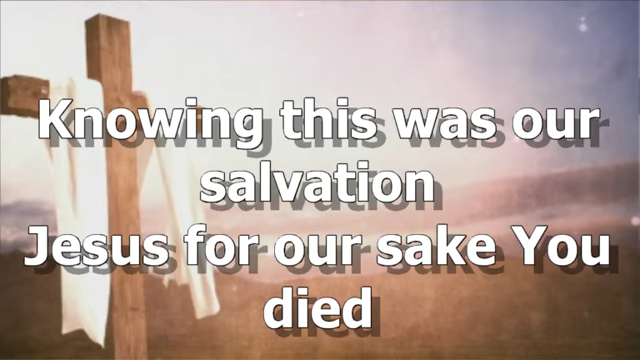 Knowing this was our
salvation
Jesus for our sake You
died